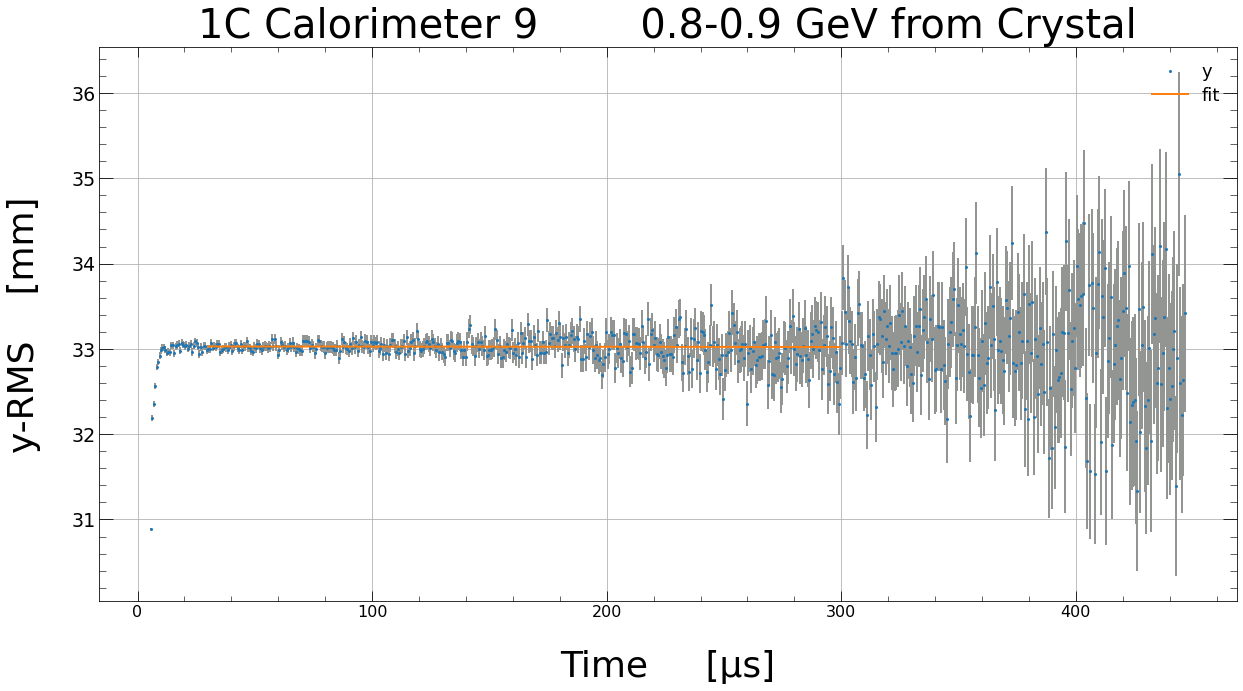 1C Calorimeter 9 0.8-0.9 GeV from Crystal
y
fit
y-RMS [mm]
36
35
34
33
32
31
0 100 200 300 400
Time [µs]